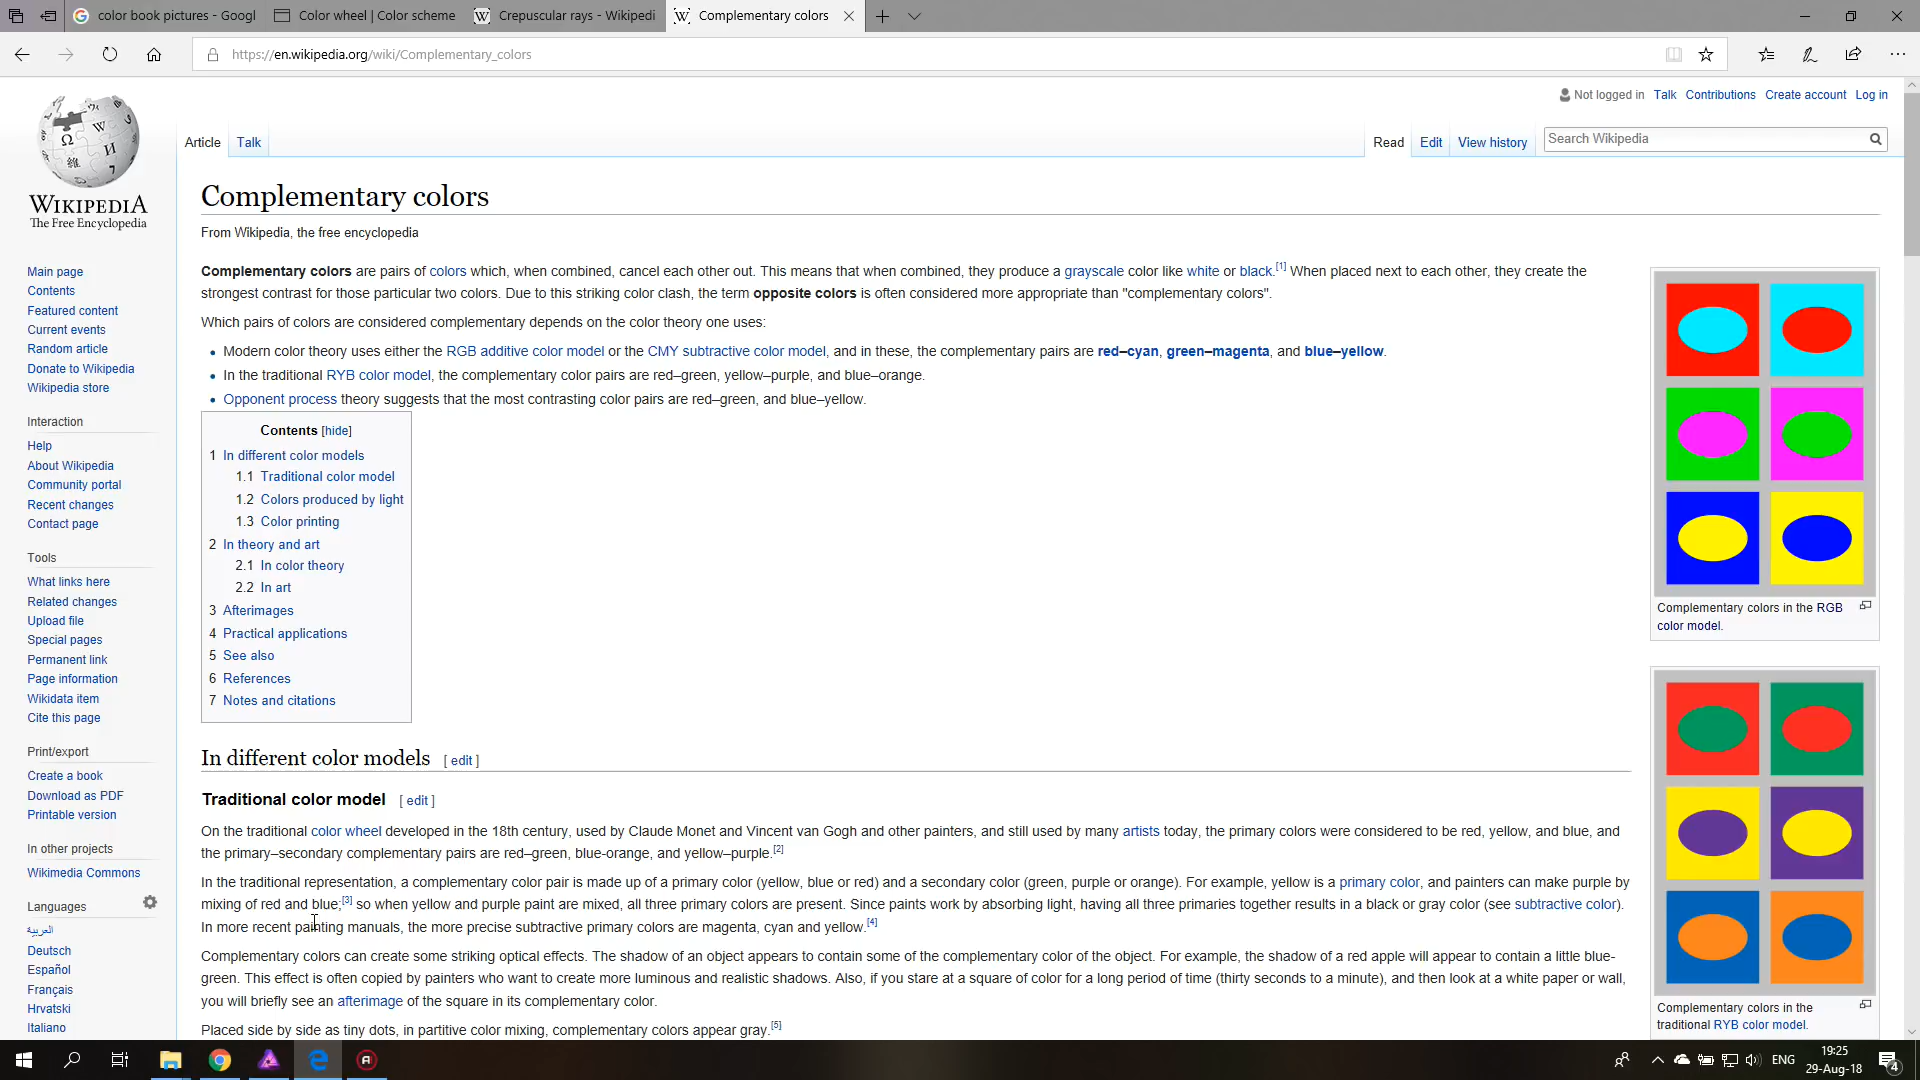 color book pictures - Googl
Color wheel | Color scheme
Crepuscular rays - Wikipedi
Complementary colors
https://en.wikipedia.org/wiki/Complementary_colors
Not logged in Talk Contributions Create account Log in
Article Talk
Read Edit View history
Search Wikipedia
WIKIPEDIA
The Free Encyclopedia
Main page
Contents
Featured content
Current events
Random article
Donate to Wikipedia
Wikipedia store
Interaction
Help
About Wikipedia
Community portal
Recent changes
Contact page
Tools
What links here
Related changes
Upload file
Special pages
Permanent link
Page information
Wikidata item
Cite this page
Print/export
Create a book
Download as PDF
Printable version
In other projects
Wikimedia Commons
Languages
العربية
Deutsch
Español
Français
Hrvatski
Italiano
Complementary colors
From Wikipedia, the free encyclopedia
Complementary colors are pairs of colors which, when combined, cancel each other out. This means that when combined, they produce a grayscale color like white or black.[1] When placed next to each other, they create the
strongest contrast for those particular two colors. Due to this striking color clash, the term opposite colors is often considered more appropriate than "complementary colors".
Which pairs of colors are considered complementary depends on the color theory one uses:
• Modern color theory uses either the RGB additive color model or the CMY subtractive color model, and in these, the complementary pairs are red–cyan, green–magenta, and blue–yellow.
• In the traditional RYB color model, the complementary color pairs are red–green, yellow–purple, and blue–orange.
• Opponent process theory suggests that the most contrasting color pairs are red–green, and blue–yellow.
Contents [hide]
1 In different color models
1.1 Traditional color model
1.2 Colors produced by light
1.3 Color printing
2 In theory and art
2.1 In color theory
2.2 In art
3 Afterimages
4 Practical applications
5 See also
6 References
7 Notes and citations
In different color models [ edit ]
Traditional color model [ edit ]
On the traditional color wheel developed in the 18th century, used by Claude Monet and Vincent van Gogh and other painters, and still used by many artists today, the primary colors were considered to be red, yellow, and blue, and
the primary–secondary complementary pairs are red–green, blue-orange, and yellow–purple.[2]
In the traditional representation, a complementary color pair is made up of a primary color (yellow, blue or red) and a secondary color (green, purple or orange). For example, yellow is a primary color, and painters can make purple by
mixing of red and blue;[3] so when yellow and purple paint are mixed, all three primary colors are present. Since paints work by absorbing light, having all three primaries together results in a black or gray color (see subtractive color).
In more recent painting manuals, the more precise subtractive primary colors are magenta, cyan and yellow.[4]
Complementary colors can create some striking optical effects. The shadow of an object appears to contain some of the complementary color of the object. For example, the shadow of a red apple will appear to contain a little blue-
green. This effect is often copied by painters who want to create more luminous and realistic shadows. Also, if you stare at a square of color for a long period of time (thirty seconds to a minute), and then look at a white paper or wall,
you will briefly see an afterimage of the square in its complementary color.
Placed side by side as tiny dots, in partitive color mixing, complementary colors appear gray.[5]
Complementary colors in the RGB
color model.
Complementary colors in the
traditional RYB color model.
ENG
19:25
29-Aug-18
4